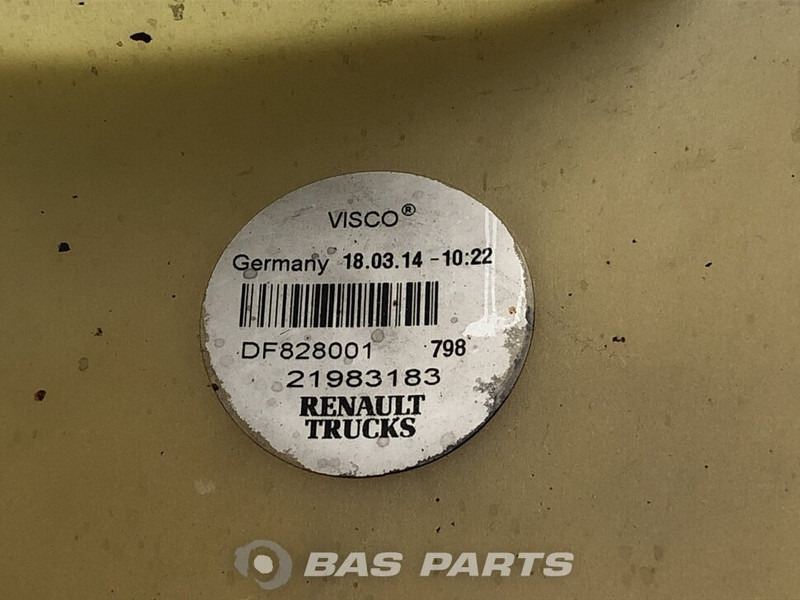 VISCO®
Germany 18.03.14 -10:22
DF828001 798
21983183
RENAULT
TRUCKS
BAS PARTS